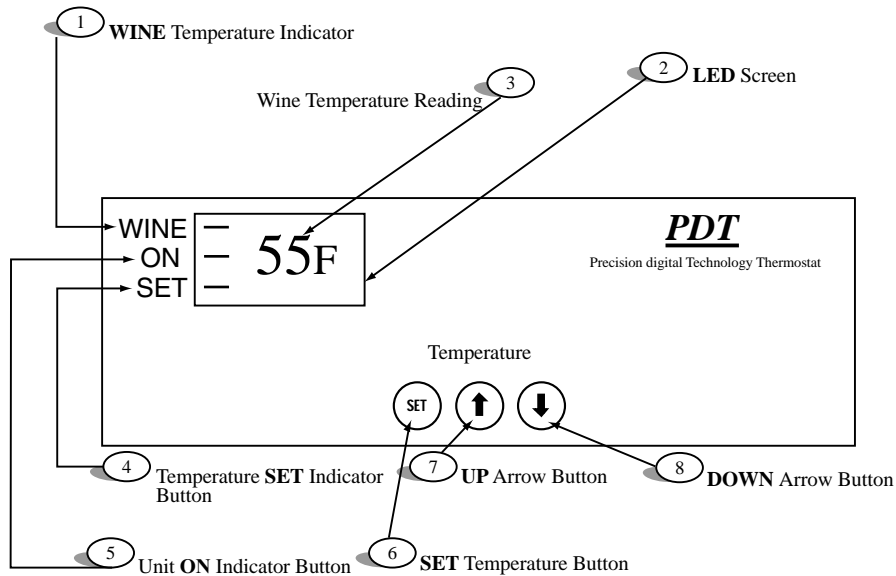 1 WINE Temperature Indicator
2 LED Screen
3
Wine Temperature Reading
WINE
ON
SET
55F
PDT
Precision digital Technology Thermostat
Temperature
SET
4 Temperature SET Indicator
Button
7 UP Arrow Button
8 DOWN Arrow Button
5 Unit ON Indicator Button
6 SET Temperature Button